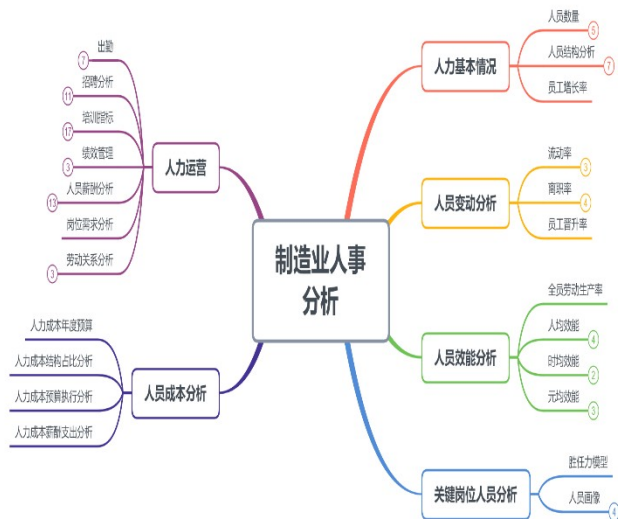 制造业人事
分析
人力基本情况
人员数量
5
人员结构分析
7
员工增长率
人员变动分析
流动率
3
离职率
4
员工晋升率
人员效能分析
全员劳动生产率
人均效能
4
时均效能
2
元均效能
3
关键岗位人员分析
胜任力模型
人员画像
4
人力运营
出勤
7
招聘分析
11
培训指标
17
绩效管理
3
人员薪酬分析
13
岗位需求分析
劳动关系分析
3
人员成本分析
人力成本年度预算
人力成本结构占比分析
人力成本预算执行分析
人力成本薪酬支出分析